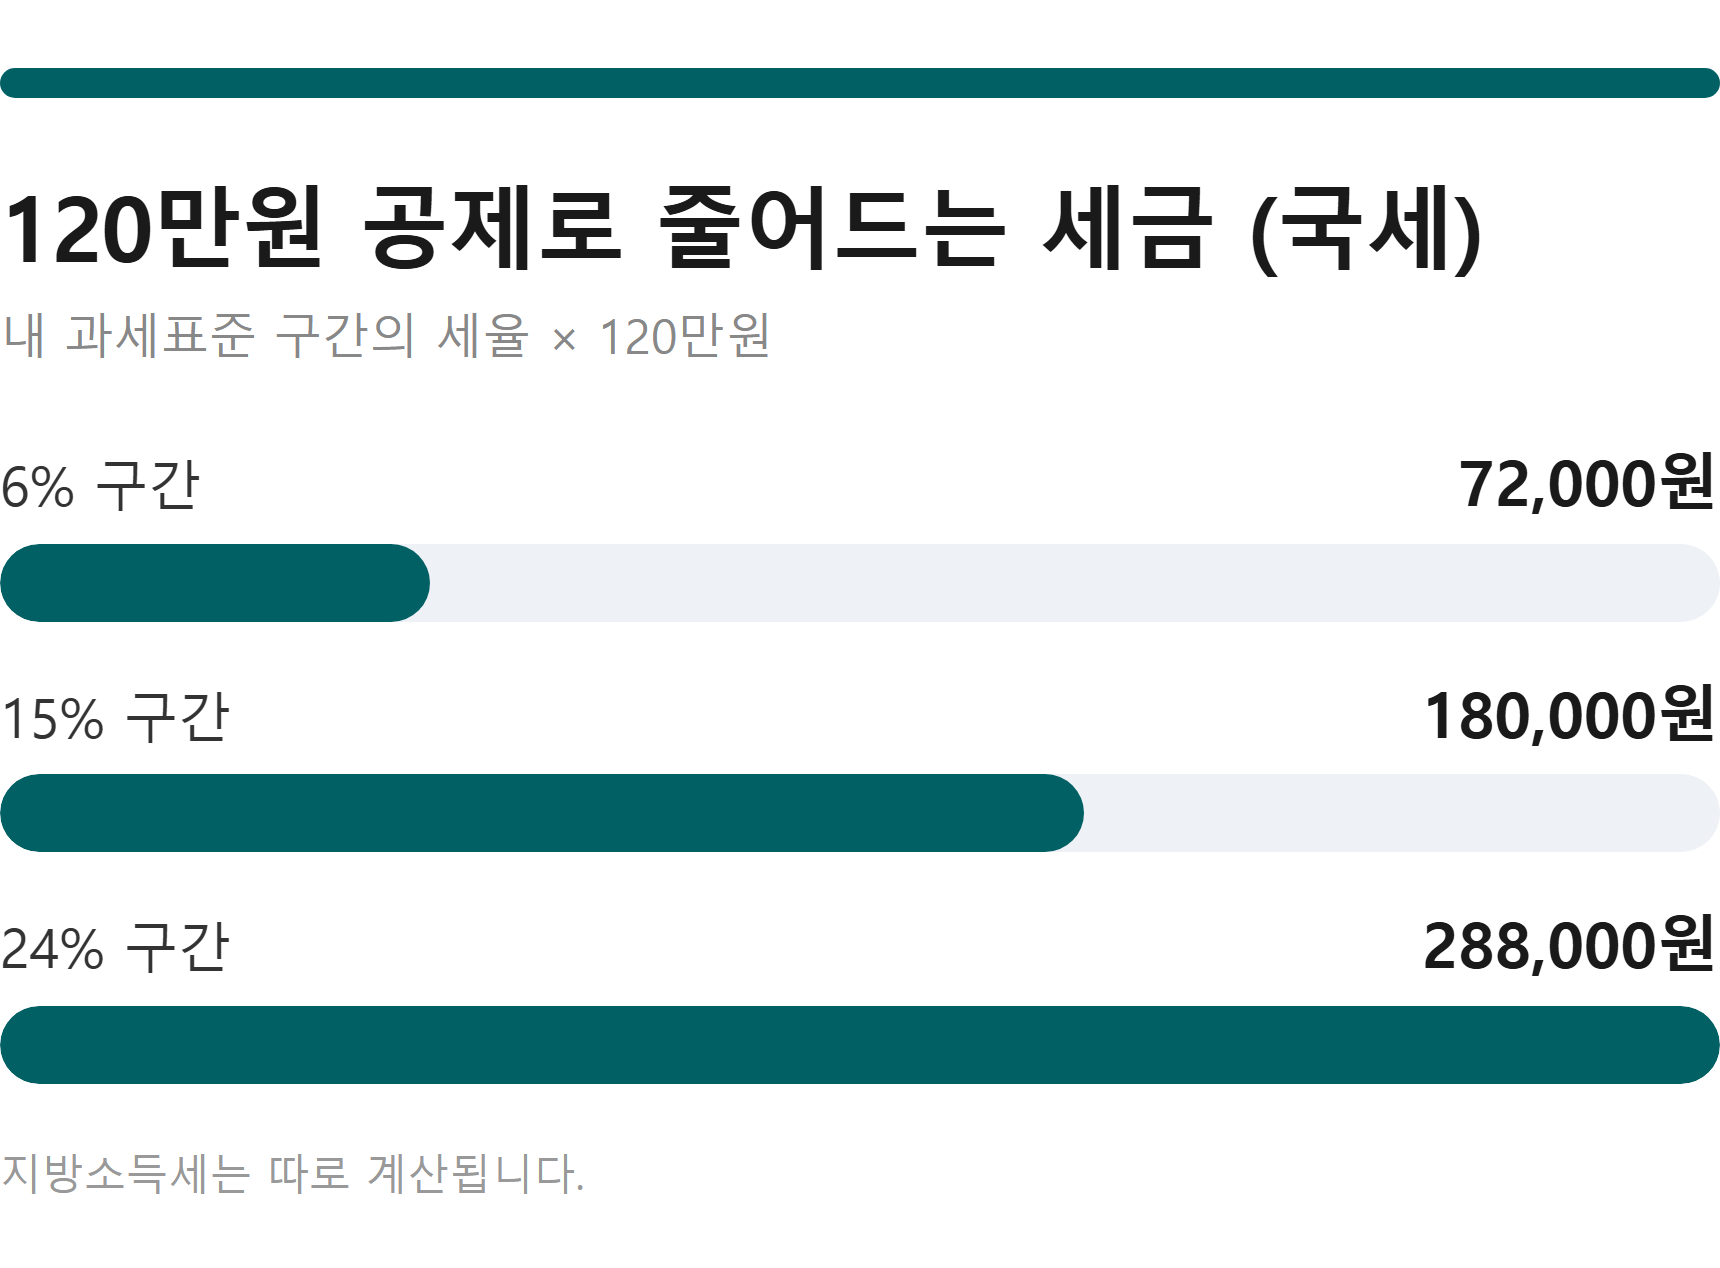 120만원 공제로 줄어드는 세금 (국세)
내 과세표준 구간의 세율 × 120만원
6% 구간 72,000원
15% 구간 180,000원
24% 구간 288,000원
지방소득세는 따로 계산됩니다.